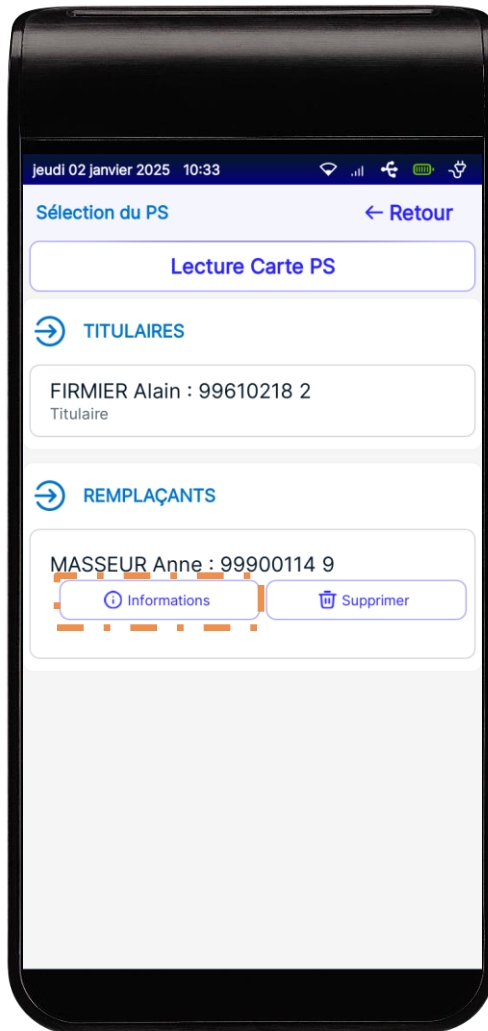 jeudi 02 janvier 2025 10:33
Sélection du PS ← Retour
Lecture Carte PS
TITULAIRES
FIRMIER Alain : 99610218 2
Titulaire
REMPLAÇANTS
MASSEUR Anne : 99900114 9
Informations Supprimer